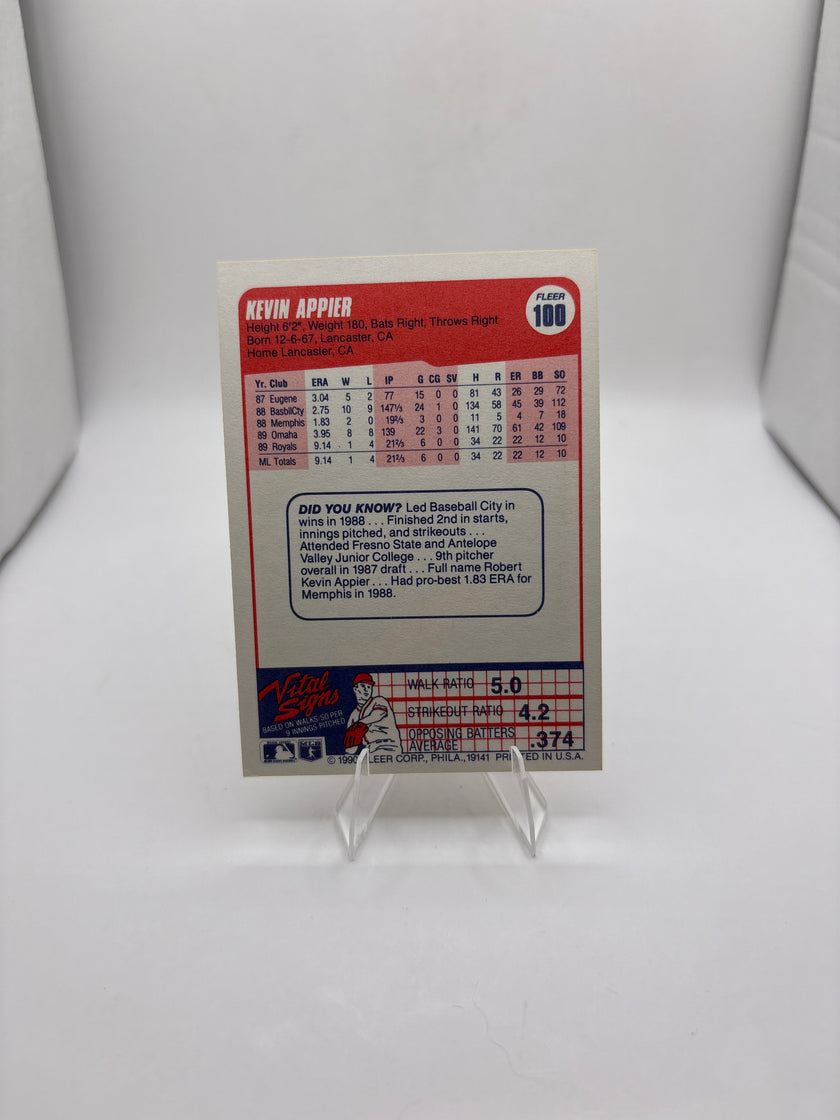 KEVIN APPIER
FLEER
100
Height 6'2", Weight 180, Bats Right, Throws Right
Born 12-6-67, Lancaster, CA
Home Lancaster, CA
Yr. Club ERA W L IP G CG SV H R ER BB SO
87 Eugene 3.04 5 2 77 15 0 0 81 43 26 29 72
88 BasblCty 2.75 10 9 147⅓ 24 1 0 134 58 45 39 112
88 Memphis 1.83 2 0 19⅔ 3 0 0 11 5 4 7 18
89 Omaha 3.95 8 8 139 22 3 0 141 70 61 42 109
89 Royals 9.14 1 4 21⅔ 6 0 0 34 22 22 12 10
ML Totals 9.14 1 4 21⅔ 6 0 0 34 22 22 12 10
DID YOU KNOW? Led Baseball City in
wins in 1988 . . . Finished 2nd in starts,
innings pitched, and strikeouts . . .
Attended Fresno State and Antelope
Valley Junior College . . . 9th pitcher
overall in 1987 draft . . . Full name Robert
Kevin Appier . . . Had pro-best 1.83 ERA for
Memphis in 1988.
Vital
Signs
BASED ON WALKS-SO PER
9 INNINGS PITCHED
WALK RATIO 5.0
STRIKEOUT RATIO 4.2
OPPOSING BATTERS
AVERAGE .374
© 1990 FLEER CORP., PHILA., 19141 PRINTED IN U.S.A.